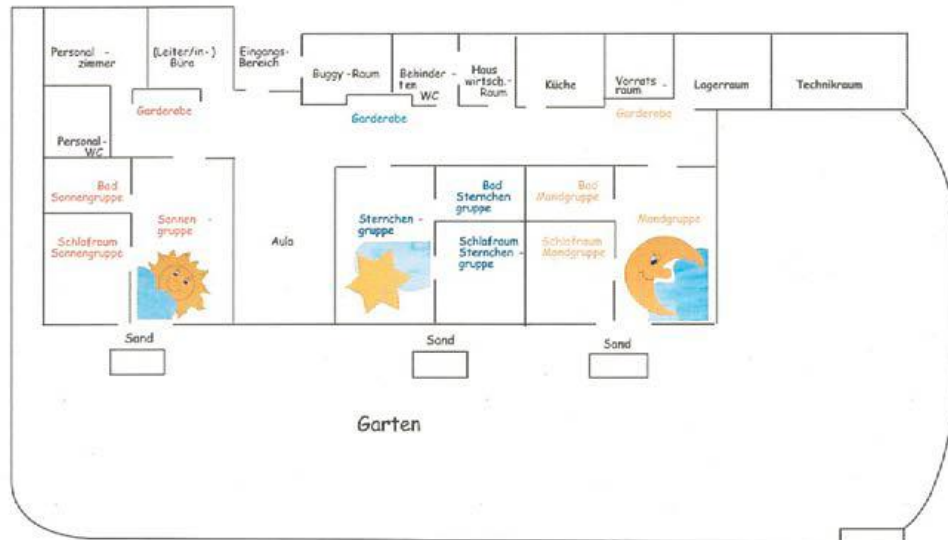 Personal -
zimmer
(Leiter/in-)
Büro
Eingangs-
Bereich
Buggy-Raum
Behinder -
ten
WC
Haus
wirtsch.-
Raum
Küche
Vorrats -
raum
Lagerraum
Technikraum
Garderobe
Garderobe
Garderobe
Personal-
WC
Bad
Sonnengruppe
Sonnen -
gruppe
Schlafraum
Sonnengruppe
Aula
Sternchen -
gruppe
Bad
Sternchen
gruppe
Schlafraum
Sternchen -
gruppe
Bad
Mondgruppe
Schlafraum
Mondgruppe
Mondgruppe
Sand
Sand
Sand
Garten